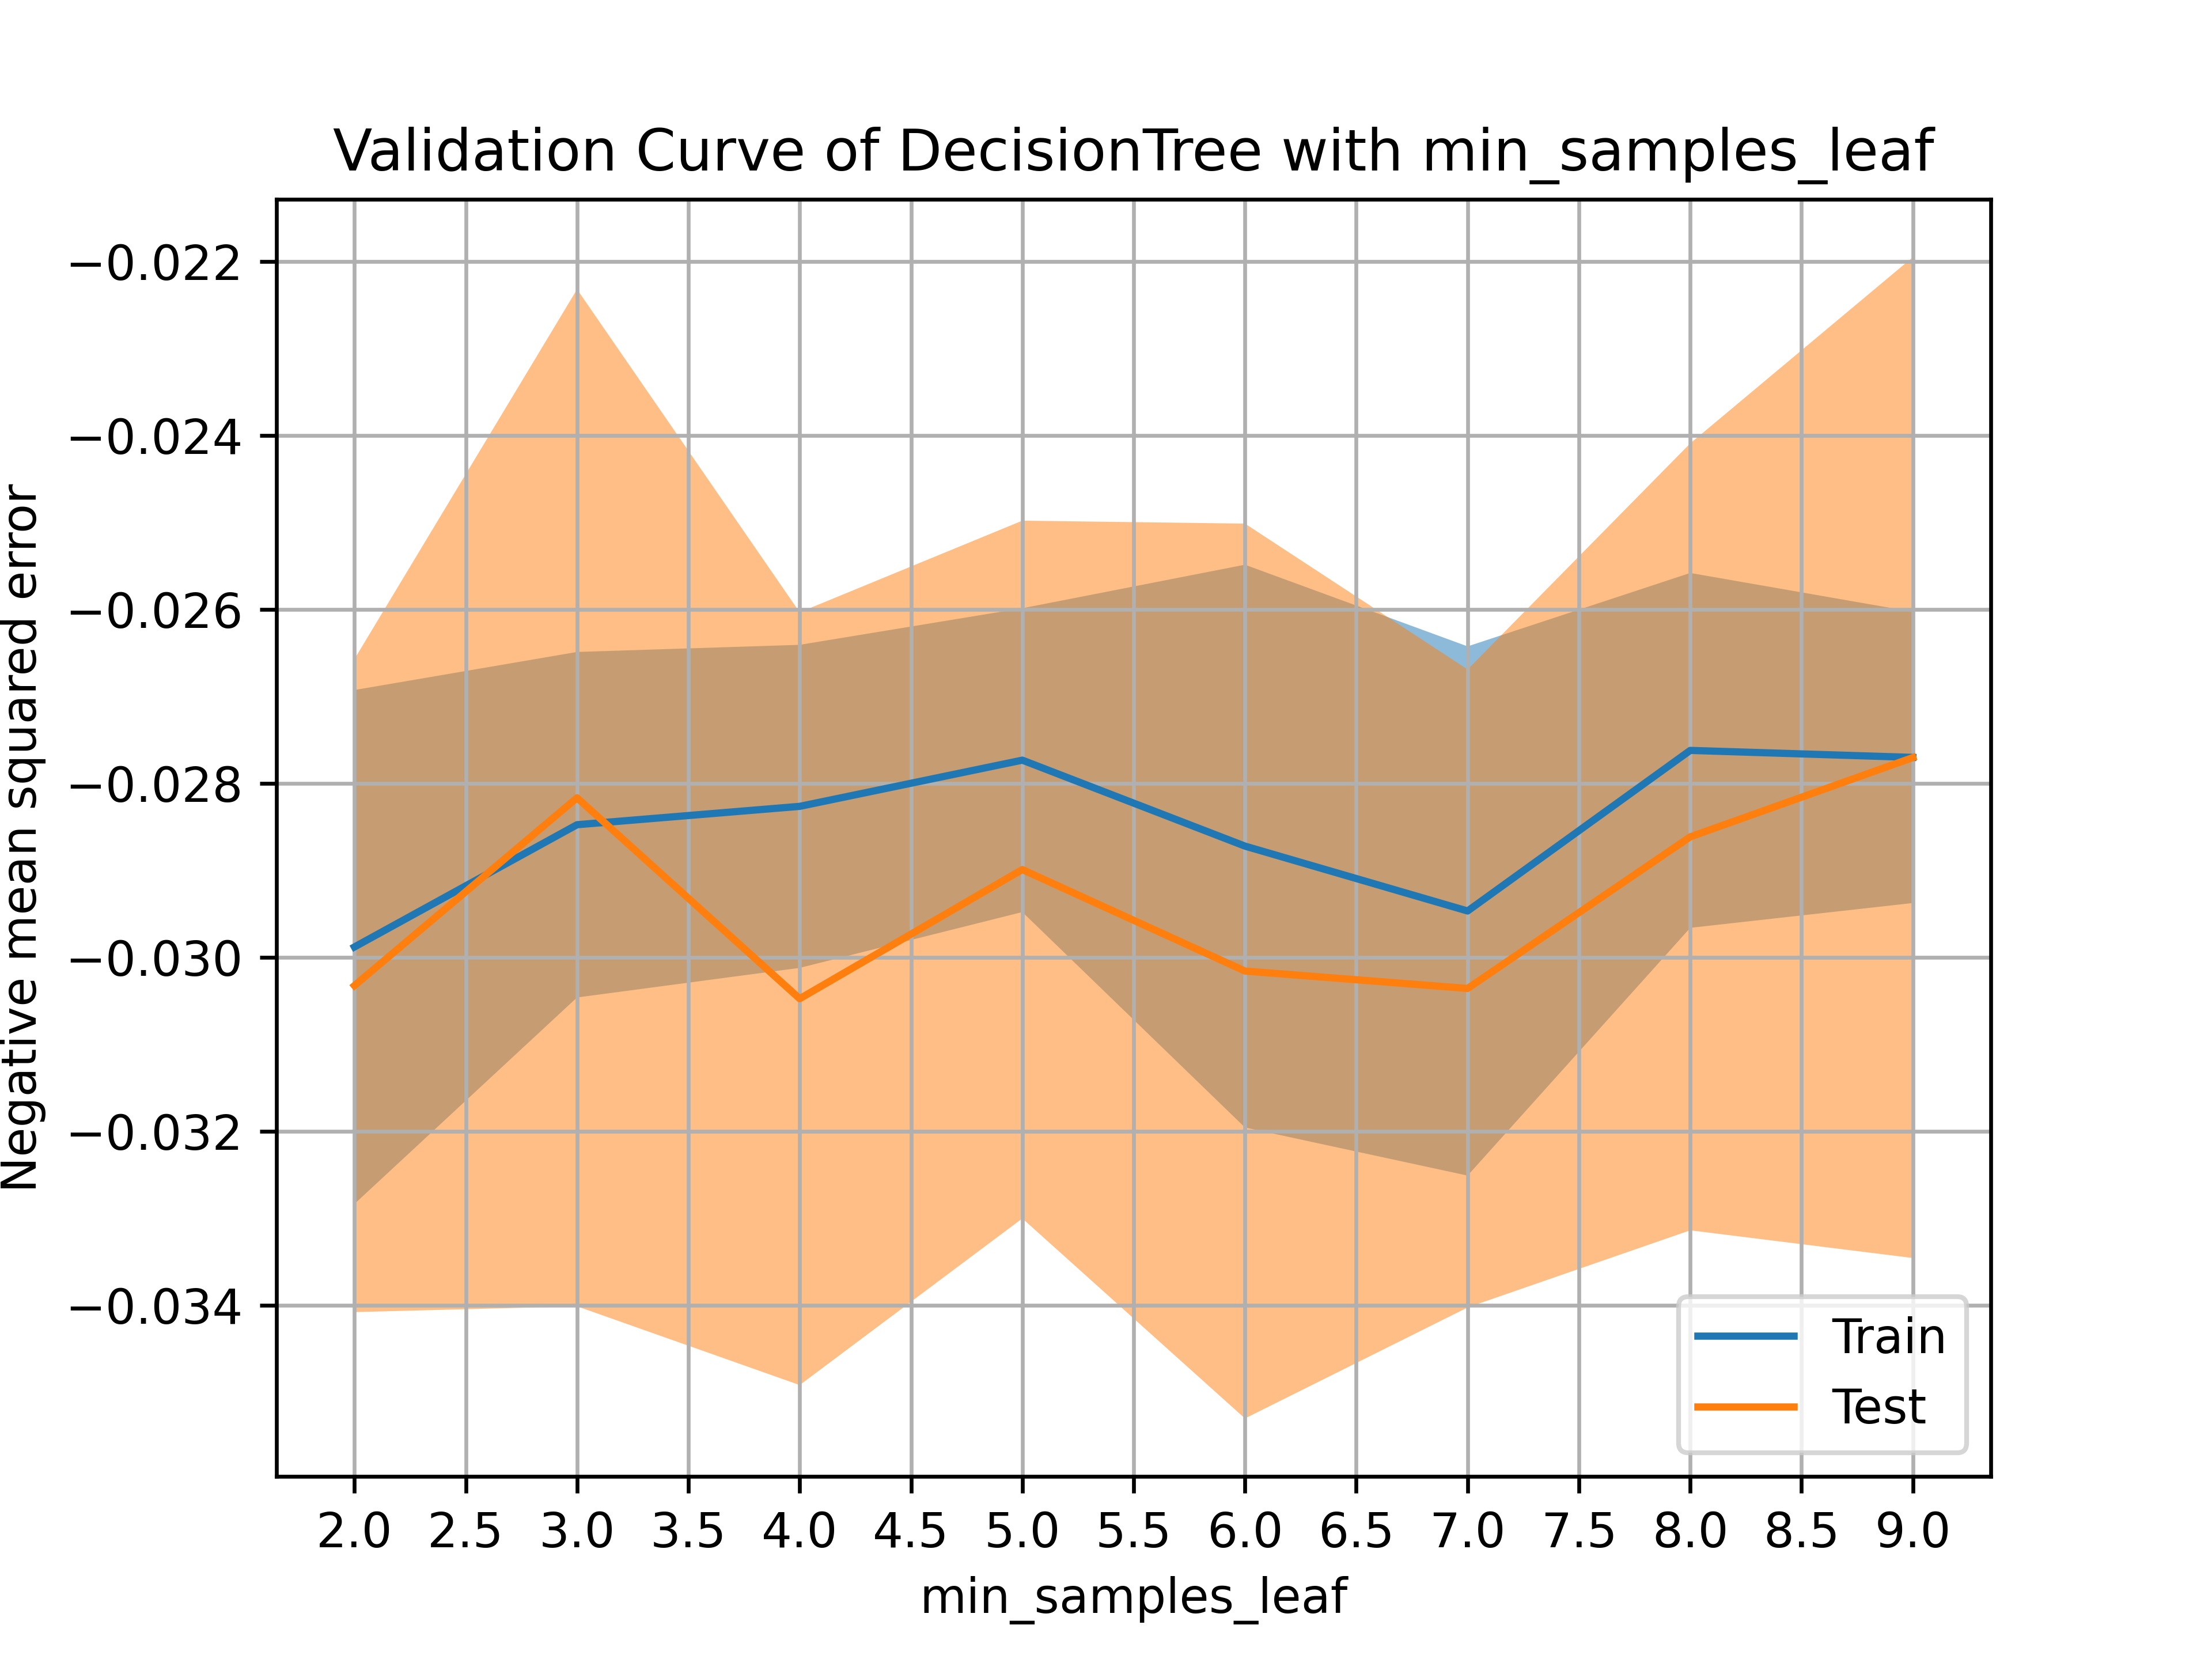 Validation Curve of DecisionTree with min_samples_leaf
Negative mean squared error
−0.022
−0.024
−0.026
−0.028
−0.030
−0.032
−0.034
Train
Test
2.0 2.5 3.0 3.5 4.0 4.5 5.0 5.5 6.0 6.5 7.0 7.5 8.0 8.5 9.0
min_samples_leaf